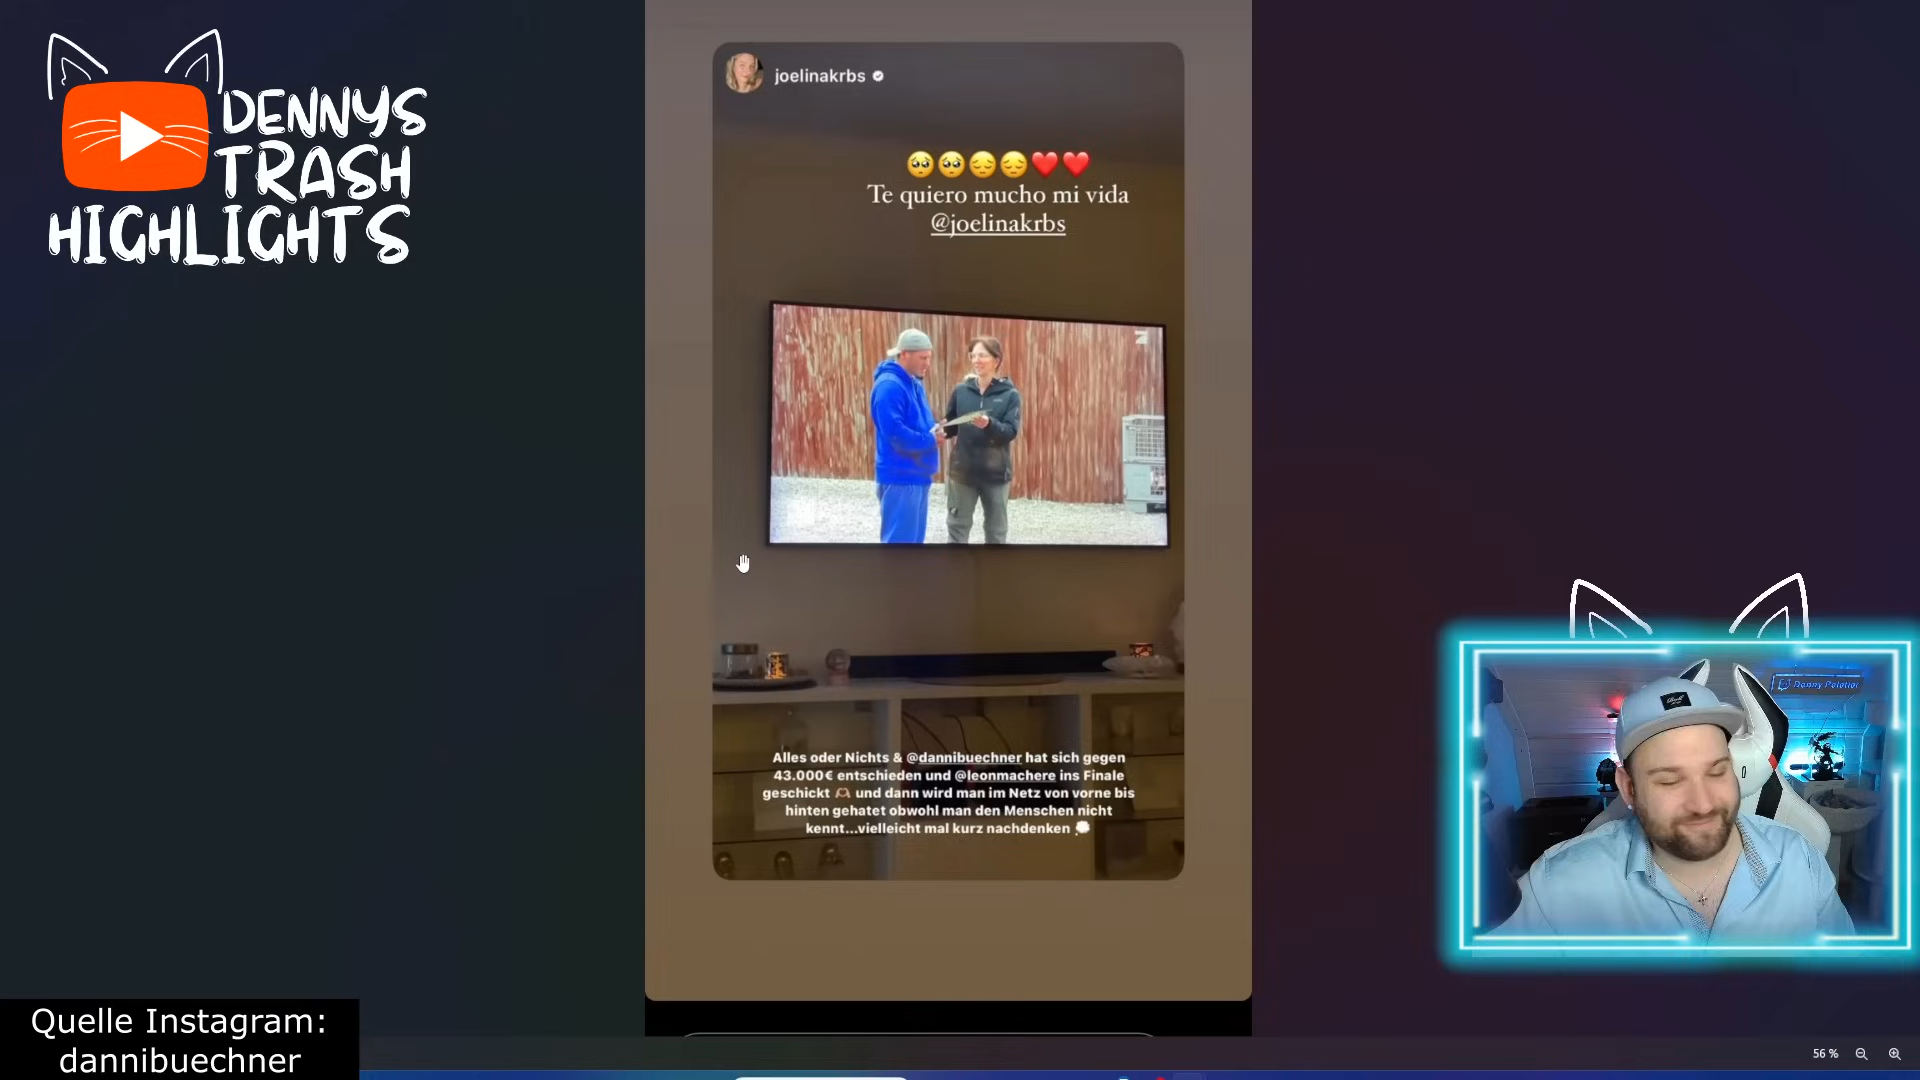 DENNYS
TRASH
HIGHLIGHTS
joelinakrbs
🥺🥺😔😔❤️❤️
Te quiero mucho mi vida
@joelinakrbs
Alles oder Nichts & @dannibuechner hat sich gegen
43.000€ entschieden und @leonmachere ins Finale
geschickt 🫶🏽 und dann wird man im Netz von vorne bis
hinten gehatet obwohl man den Menschen nicht
kennt...vielleicht mal kurz nachdenken 💭
Denny Peletier
Quelle Instagram:
dannibuechner
56 %